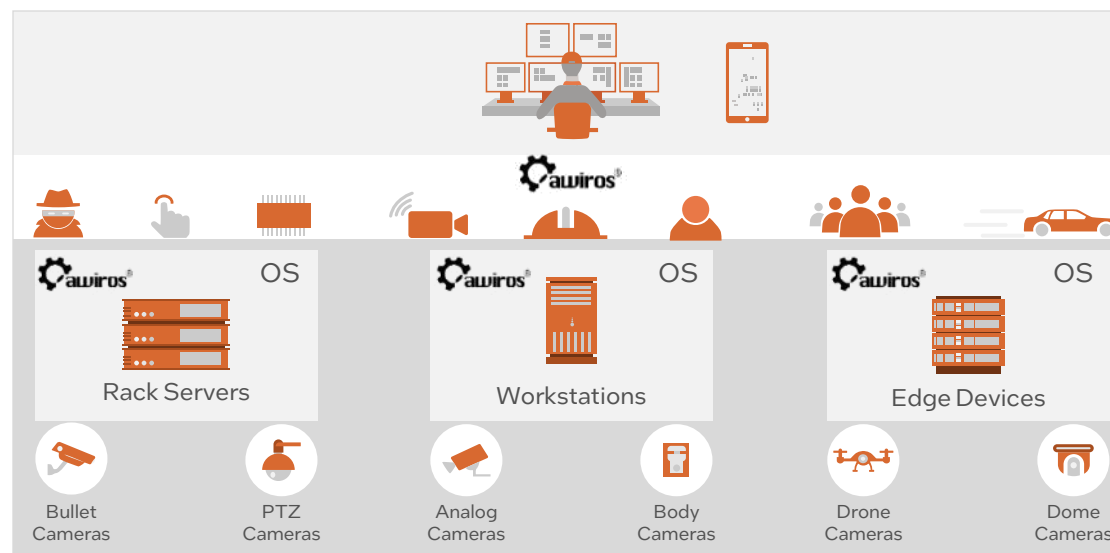 awiros®
awiros® OS
awiros® OS
awiros® OS
Rack Servers
Workstations
Edge Devices
Bullet
Cameras
PTZ
Cameras
Analog
Cameras
Body
Cameras
Drone
Cameras
Dome
Cameras